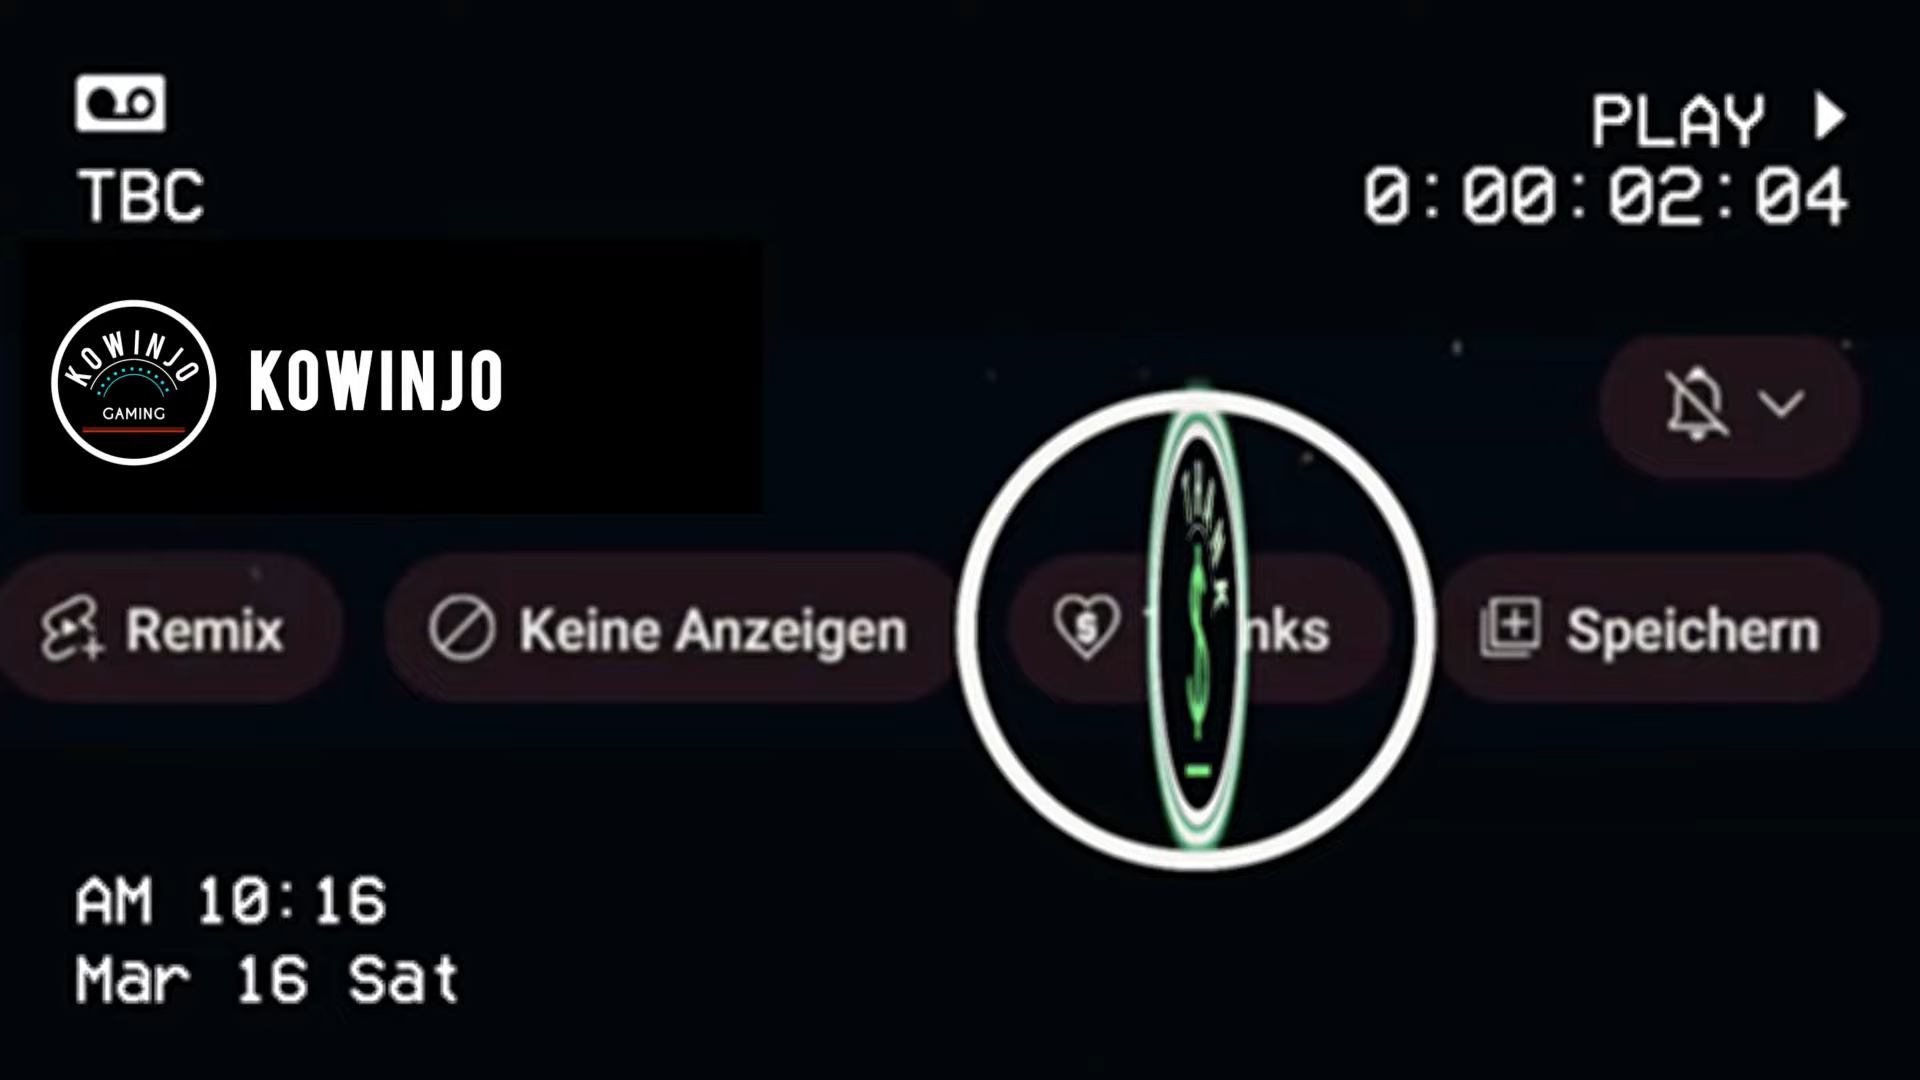 TBC
PLAY
0:00:02:04
KOWINJO
GAMING
KOWINJO
Remix
Keine Anzeigen
nks
Speichern
AM 10:16
Mar 16 Sat